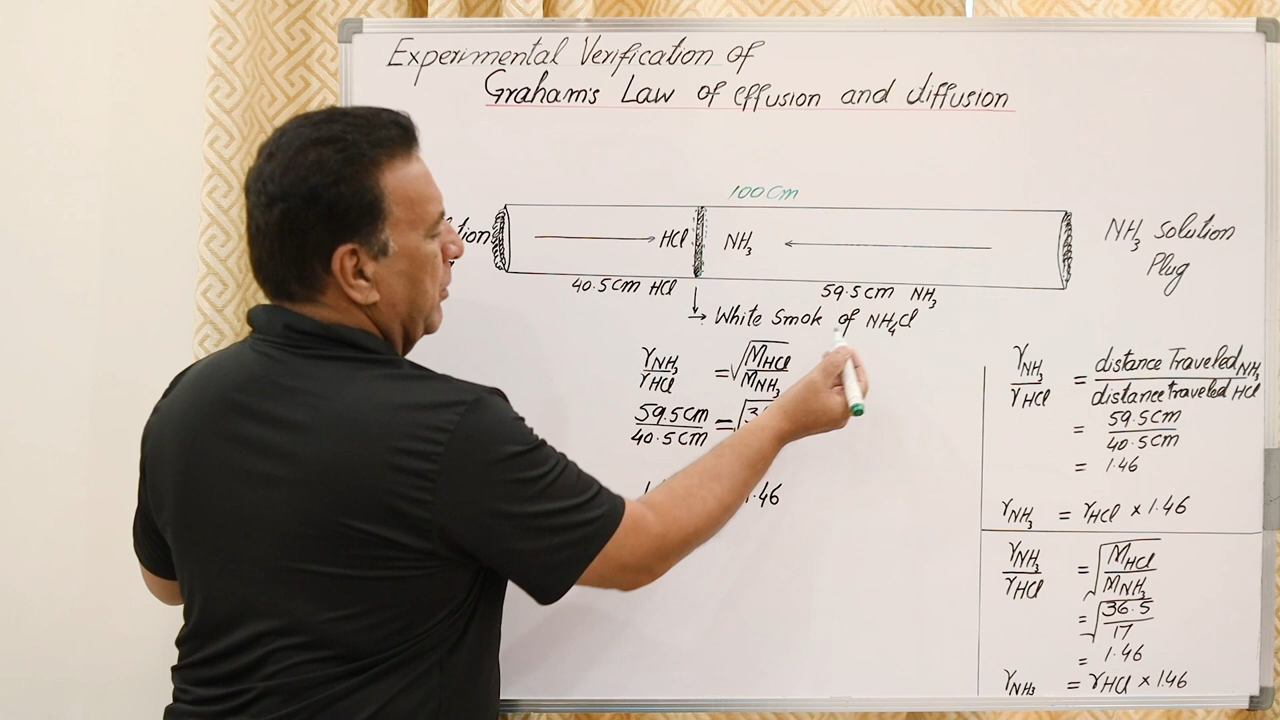 Experimental Verification of
Graham's Law of effusion and diffusion
100 Cm
HCl NH3
NH3 Solution
Plug
40.5cm HCl
59.5cm NH3
White Smok of NH4Cl
rNH3/rHCl = √MHCl/MNH3
59.5cm/40.5cm = √
1.46
rNH3/rHCl = distance Traveled NH3/distance traveled HCl
= 59.5cm/40.5cm
= 1.46
rNH3 = rHCl × 1.46
rNH3/rHCl = √MHCl/MNH3
= √36.5/17
= 1.46
rNH3 = rHCl × 1.46